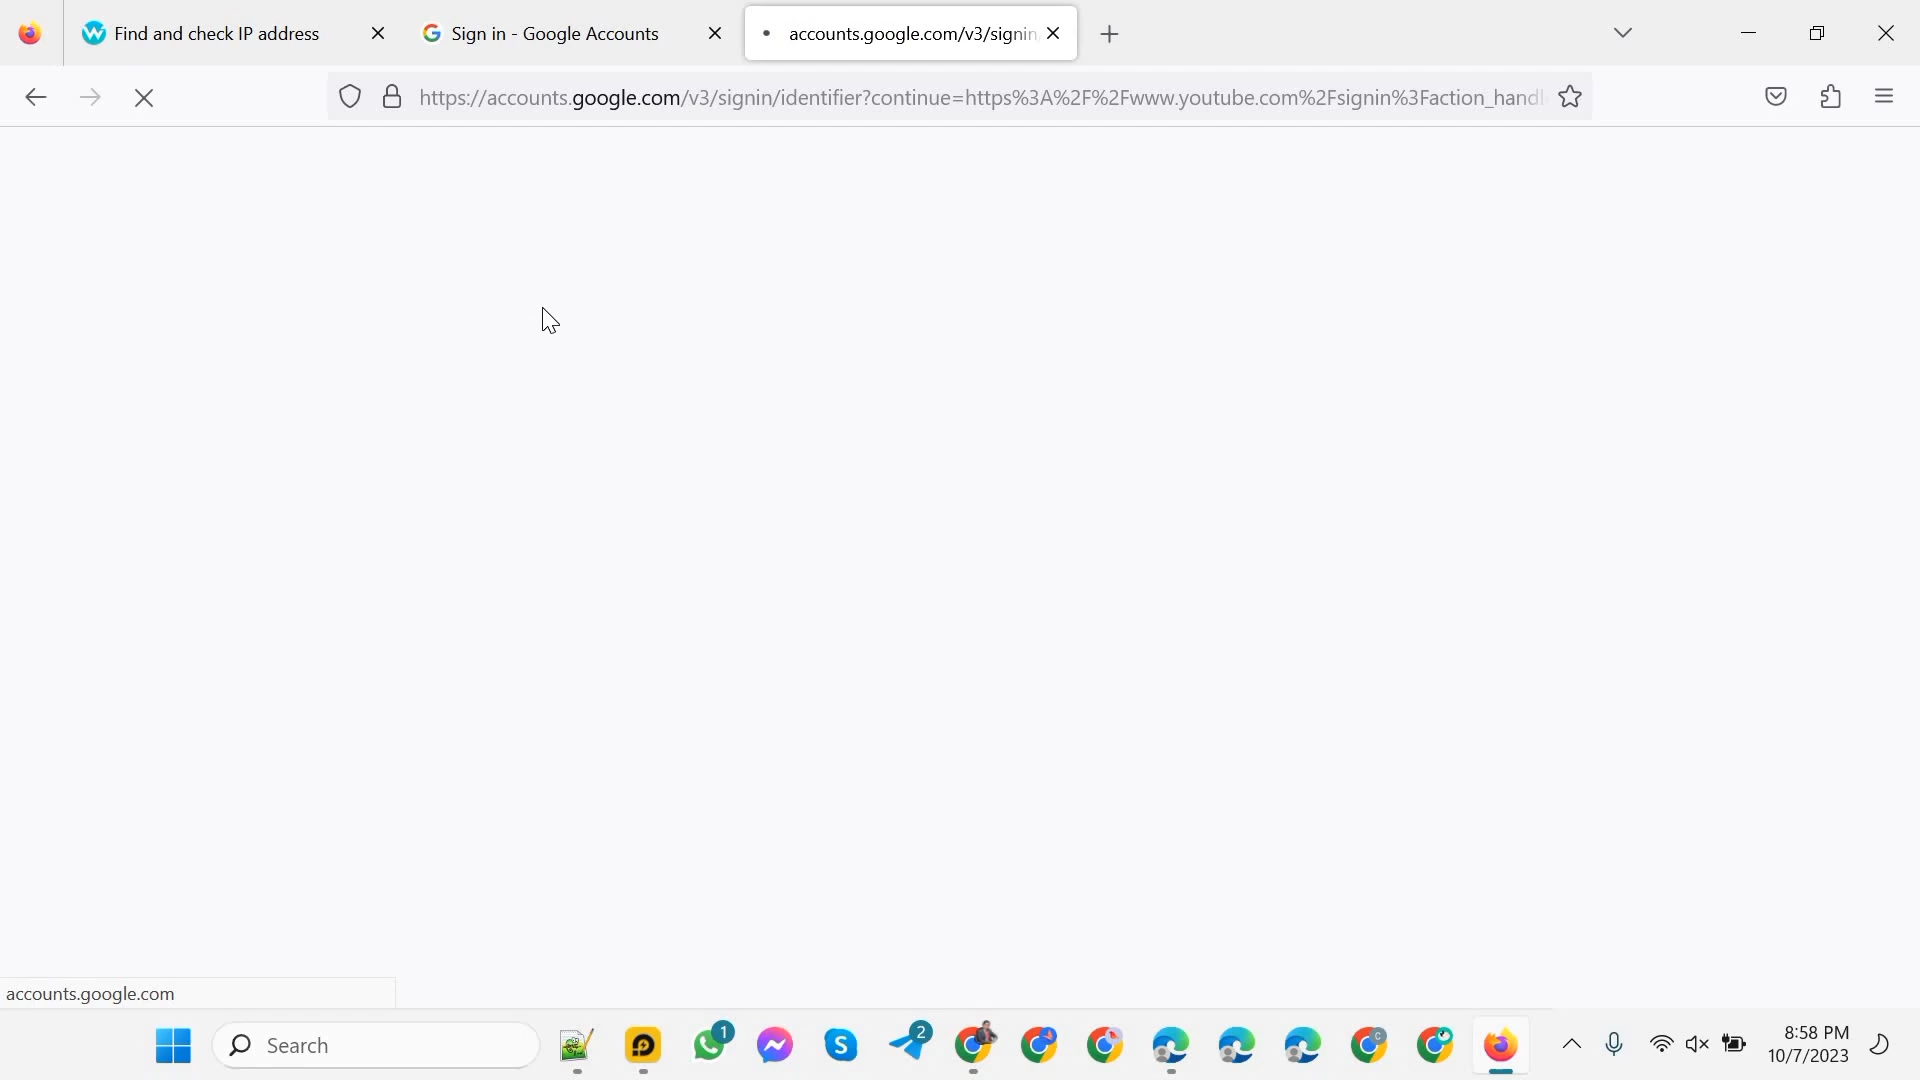 Find and check IP address
Sign in - Google Accounts
accounts.google.com/v3/signin
https://accounts.google.com/v3/signin/identifier?continue=https%3A%2F%2Fwww.youtube.com%2Fsignin%3Faction_handl
accounts.google.com
Search
1
2
C
8:58 PM
10/7/2023